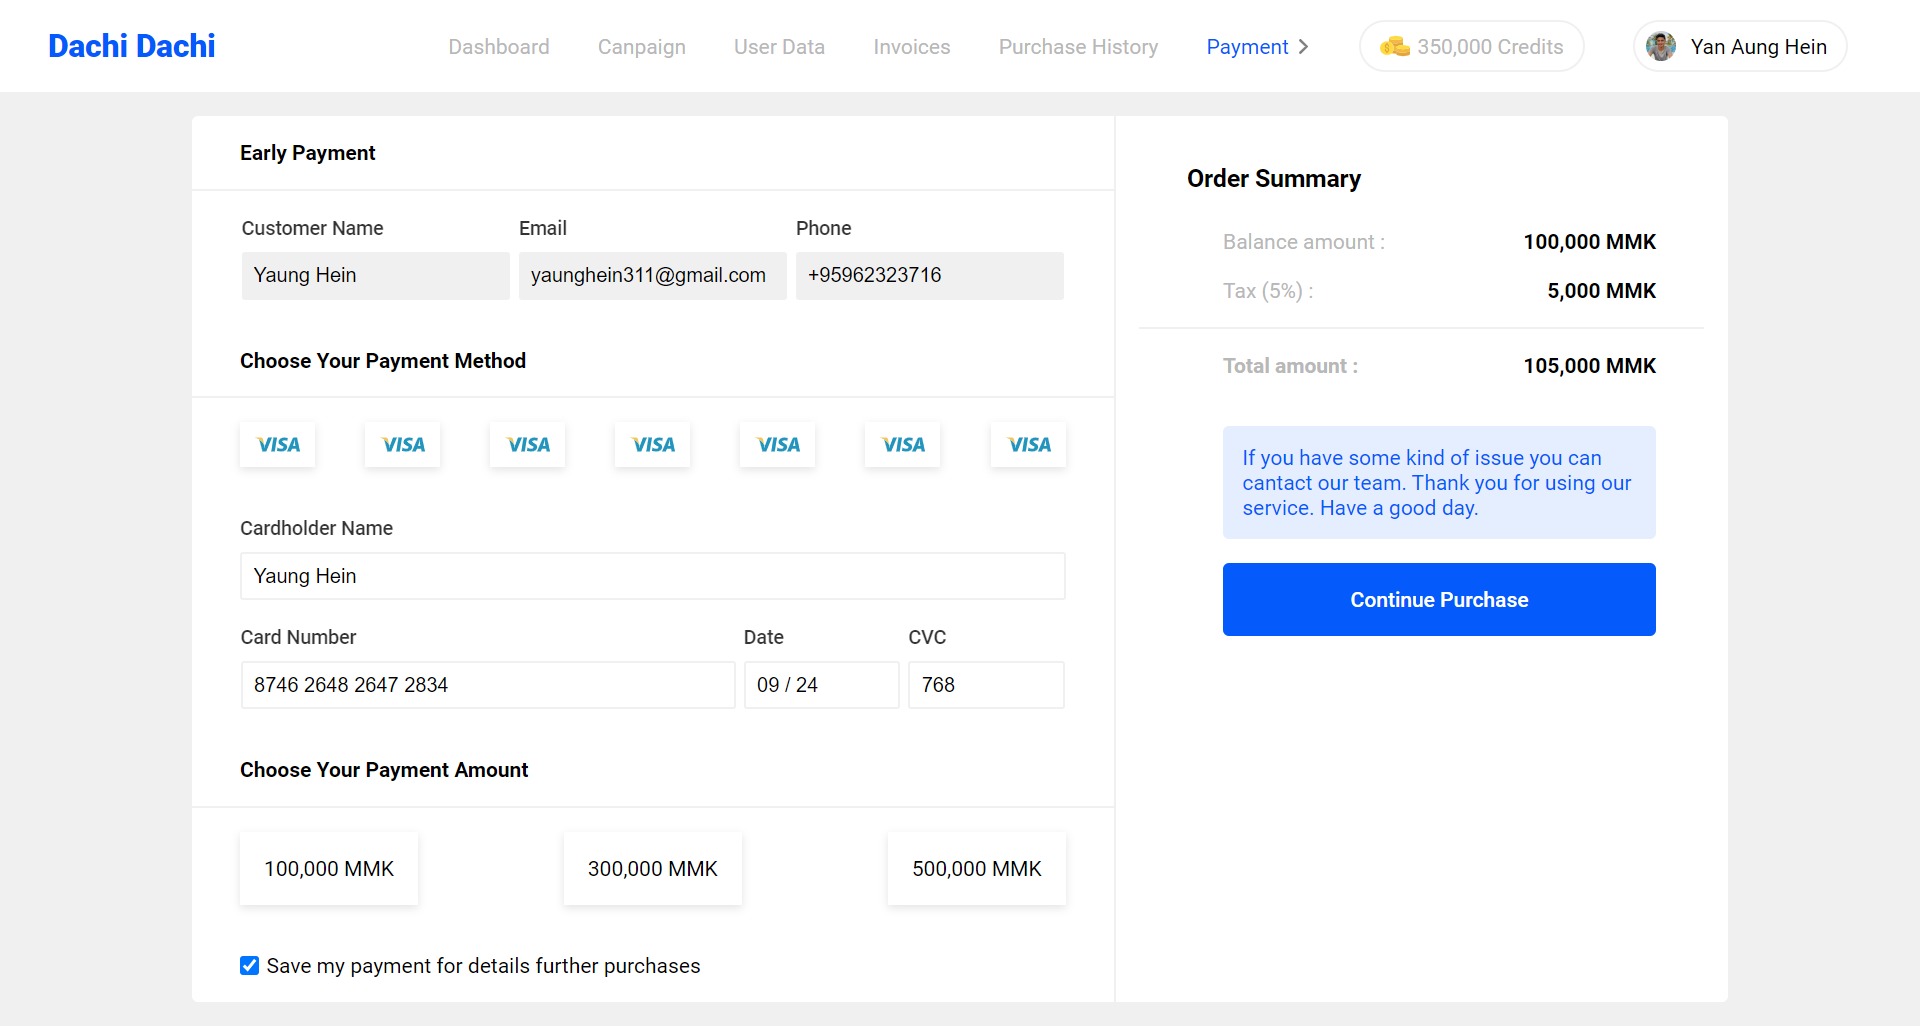 Dachi Dachi
Dashboard
Canpaign
User Data
Invoices
Purchase History
Payment
350,000 Credits
Yan Aung Hein
Early Payment
Customer Name
Email
Phone
Yaung Hein
yaunghein311@gmail.com
+95962323716
Choose Your Payment Method
VISA
VISA
VISA
VISA
VISA
VISA
VISA
Cardholder Name
Yaung Hein
Card Number
Date
CVC
8746 2648 2647 2834
09 / 24
768
Choose Your Payment Amount
100,000 MMK
300,000 MMK
500,000 MMK
Save my payment for details further purchases
Order Summary
Balance amount :
100,000 MMK
Tax (5%) :
5,000 MMK
Total amount :
105,000 MMK
If you have some kind of issue you can
cantact our team. Thank you for using our
service. Have a good day.
Continue Purchase